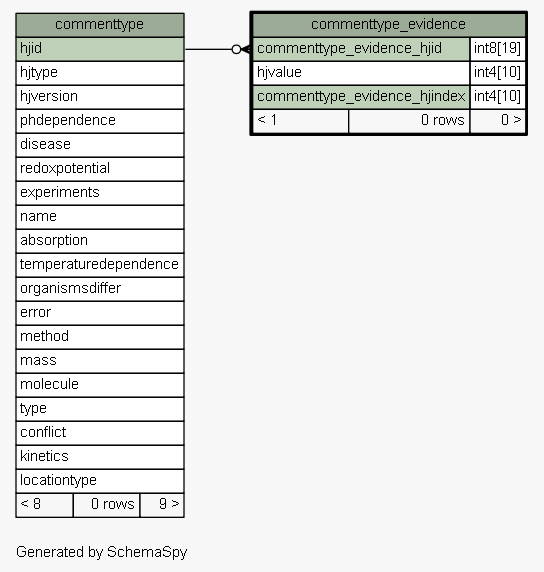 commenttype
hjid
hjtype
hjversion
phdependence
disease
redoxpotential
experiments
name
absorption
temperaturedependence
organismsdiffer
error
method
mass
molecule
type
conflict
kinetics
locationtype
< 8 0 rows 9 >
commenttype_evidence
commenttype_evidence_hjid int8[19]
hjvalue int4[10]
commenttype_evidence_hjindex int4[10]
< 1 0 rows 0 >
Generated by SchemaSpy